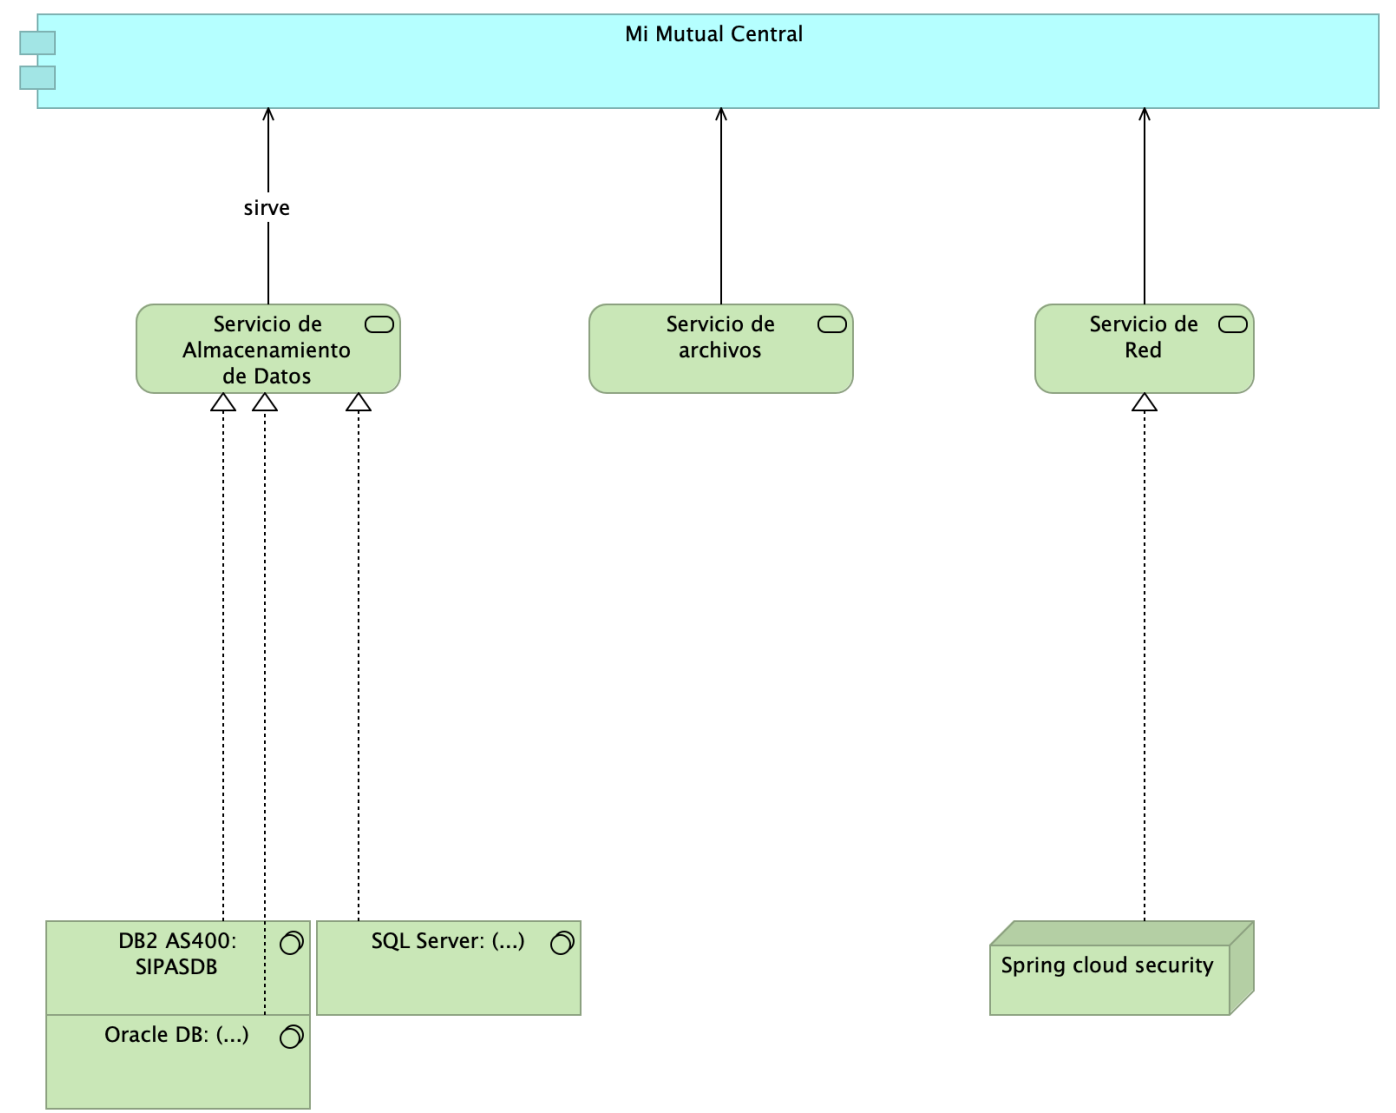 Mi Mutual Central
sirve
Servicio de
Almacenamiento
de Datos
Servicio de
archivos
Servicio de
Red
DB2 AS400:
SIPASDB
SQL Server: (...)
Spring cloud security
Oracle DB: (...)